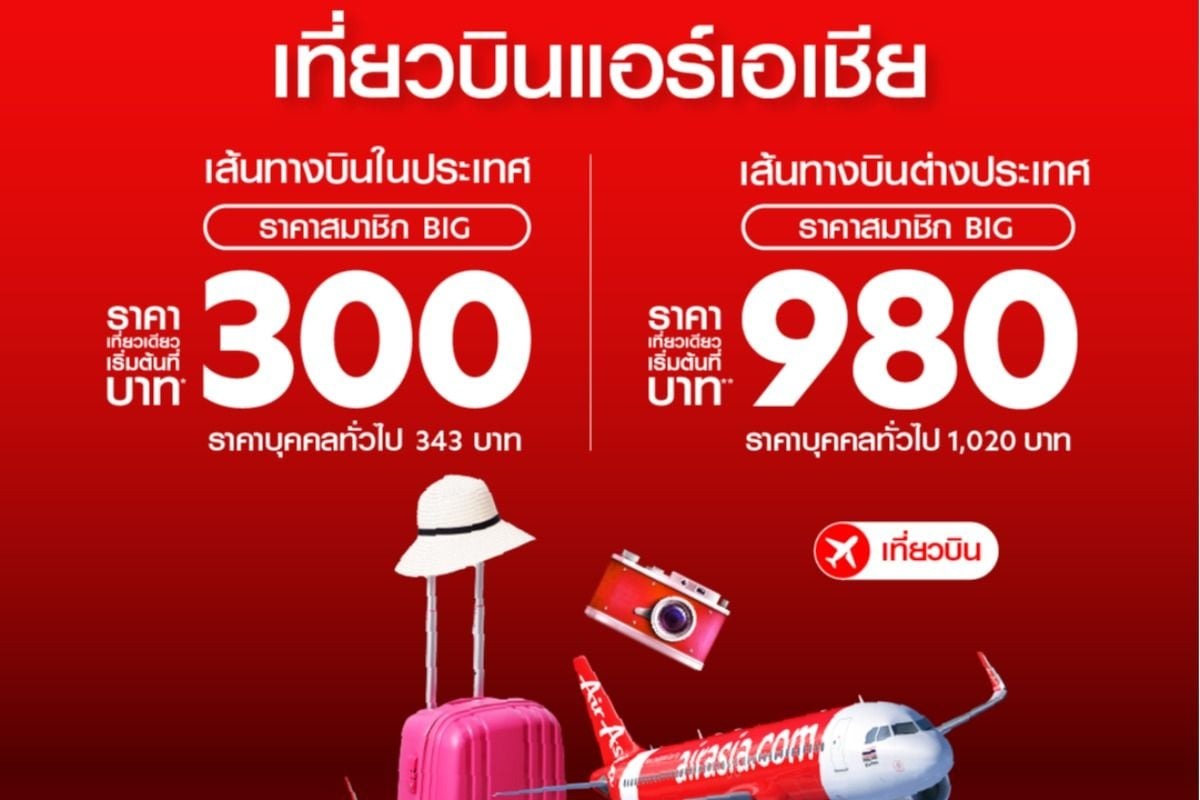 เที่ยวบินแอร์เอเชีย
เส้นทางบินในประเทศ
ราคาสมาชิก BIG
ราคา
เที่ยวเดียว
เริ่มต้นที่
บาท*
300
ราคาบุคคลทั่วไป 343 บาท
เส้นทางบินต่างประเทศ
ราคาสมาชิก BIG
ราคา
เที่ยวเดียว
เริ่มต้นที่
บาท**
980
ราคาบุคคลทั่วไป 1,020 บาท
เที่ยวบิน
airasia.com